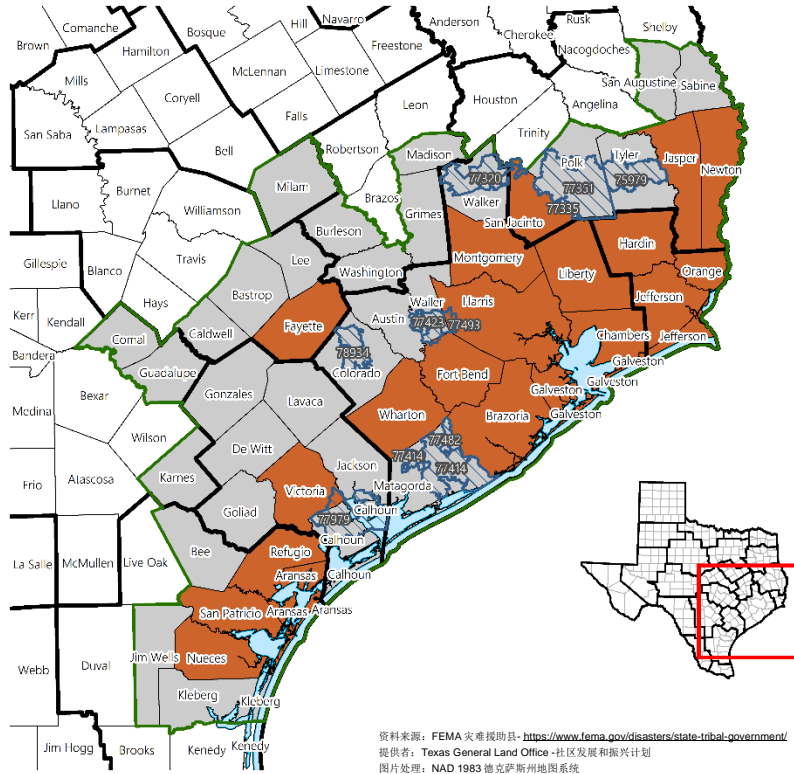 Comanche
Bosque
Hill
Navarro
Anderson
Cherokee
Rusk
Shelby
Brown
Hamilton
Freestone
Nacogdoches
Mills
McLennan
Limestone
San Augustine
Sabine
Coryell
Leon
Houston
Angelina
Lampasas
Falls
San Saba
Bell
Robertson
Trinity
Madison
Polk
Tyler
Jasper
Newton
77320
77351
75979
Milam
Brazos
Walker
77335
Llano
Burnet
Williamson
Grimes
San Jacinto
Burleson
Hardin
Travis
Lee
Washington
Montgomery
Gillespie
Blanco
Liberty
Orange
Hays
Bastrop
Waller
Harris
Jefferson
Kerr
Kendall
Fayette
Austin
77423
77493
Comal
Caldwell
Chambers
Jefferson
Bandera
78934
Galveston
Guadalupe
Colorado
Fort Bend
Galveston
Galveston
Bexar
Gonzales
Lavaca
Medina
Wharton
Brazoria
Galveston
Wilson
77482
De Witt
77414
Frio
Atascosa
Karnes
Jackson
77414
Victoria
Matagorda
Goliad
Calhoun
77979
Calhoun
Bee
La Salle
McMullen
Live Oak
Refugio
Aransas
Calhoun
San Patricio
Aransas
Aransas
Jim Wells
Nueces
Webb
Duval
Kleberg
Kleberg
Jim Hogg
Brooks
Kenedy
Kenedy
资料来源：FEMA 灾难援助县- https://www.fema.gov/disasters/state-tribal-government/
提供者：Texas General Land Office -社区发展和振兴计划
图片处理：NAD 1983 德克萨斯州地图系统